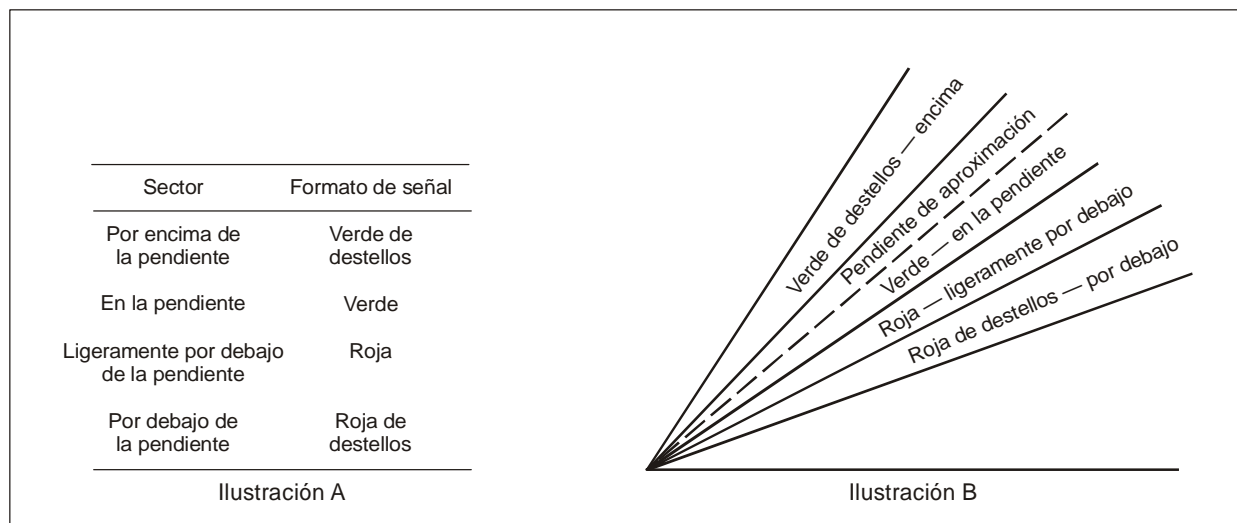 Sector Formato de señal
Por encima de la pendiente Verde de destellos
En la pendiente Verde
Ligeramente por debajo de la pendiente Roja
Por debajo de la pendiente Roja de destellos
Ilustración A
Verde de destellos — encima
Pendiente de aproximación
Verde — en la pendiente
Roja — ligeramente por debajo
Roja de destellos — por debajo
Ilustración B